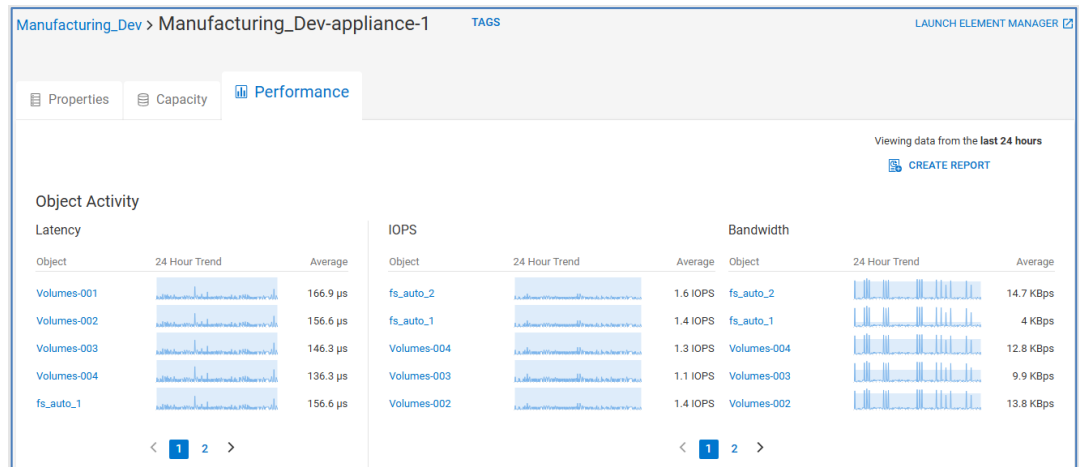 Manufacturing_Dev > Manufacturing_Dev-appliance-1 TAGS LAUNCH ELEMENT MANAGER
Properties Capacity Performance
Viewing data from the last 24 hours
CREATE REPORT
Object Activity
Latency IOPS Bandwidth
Object 24 Hour Trend Average Object 24 Hour Trend Average Object 24 Hour Trend Average
Volumes-001 166.9 µs fs_auto_2 1.6 IOPS fs_auto_2 14.7 KBps
Volumes-002 156.6 µs fs_auto_1 1.4 IOPS fs_auto_1 4 KBps
Volumes-003 146.3 µs Volumes-004 1.3 IOPS Volumes-004 12.8 KBps
Volumes-004 136.3 µs Volumes-003 1.1 IOPS Volumes-003 9.9 KBps
fs_auto_1 156.6 µs Volumes-002 1.4 IOPS Volumes-002 13.8 KBps
< 1 2 > < 1 2 >